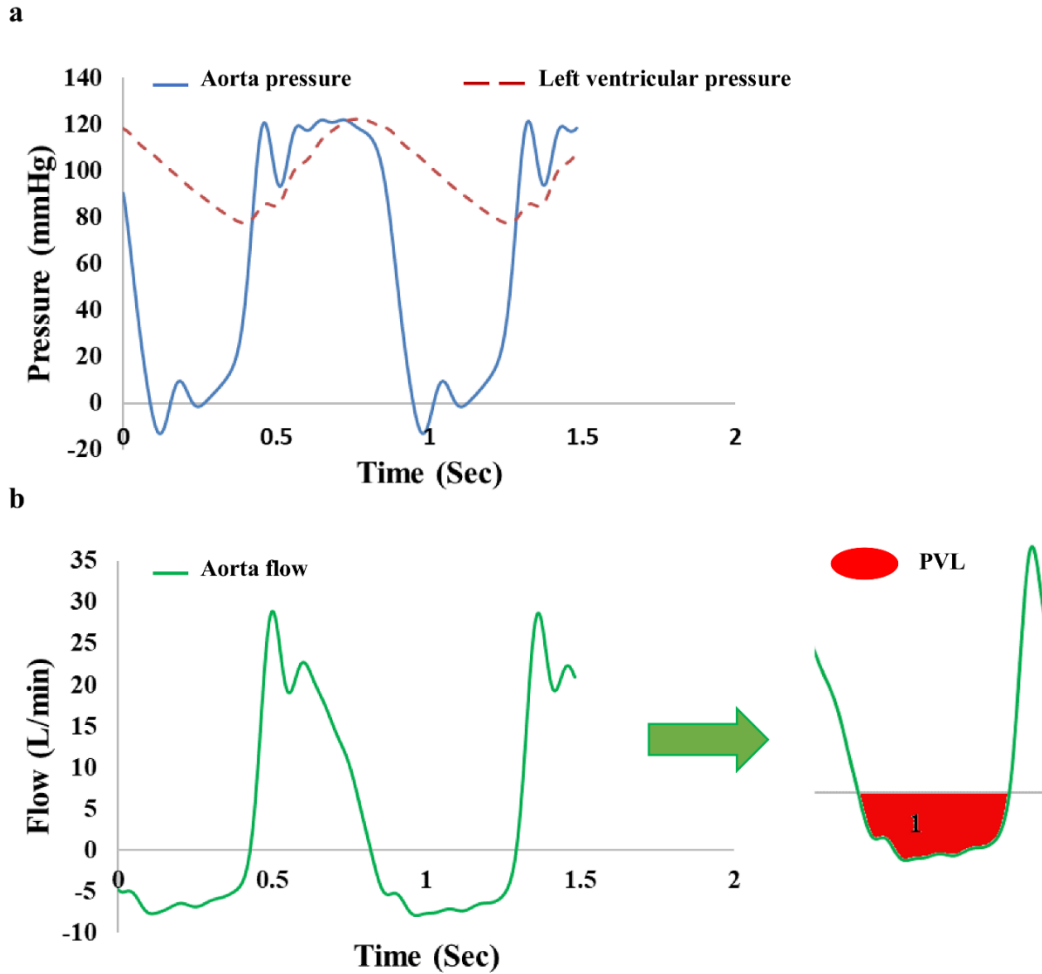 a
Aorta pressure
Left ventricular pressure
Pressure (mmHg)
140
120
100
80
60
40
20
0
-20
0 0.5 1 1.5 2
Time (Sec)
b
Aorta flow
Flow (L/min)
35
30
25
20
15
10
5
0
-5
-10
0 0.5 1 1.5 2
Time (Sec)
PVL
1